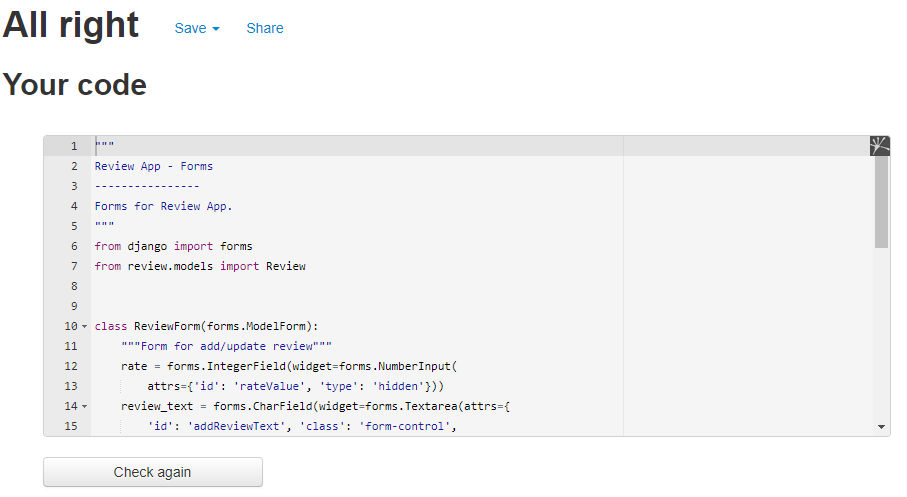 All right Save Share
Your code
1 """
2 Review App - Forms
3 ----------------
4 Forms for Review App.
5 """
6 from django import forms
7 from review.models import Review
8
9
10 class ReviewForm(forms.ModelForm):
11 """Form for add/update review"""
12 rate = forms.IntegerField(widget=forms.NumberInput(
13 attrs={'id': 'rateValue', 'type': 'hidden'}))
14 review_text = forms.CharField(widget=forms.Textarea(attrs={
15 'id': 'addReviewText', 'class': 'form-control',
Check again